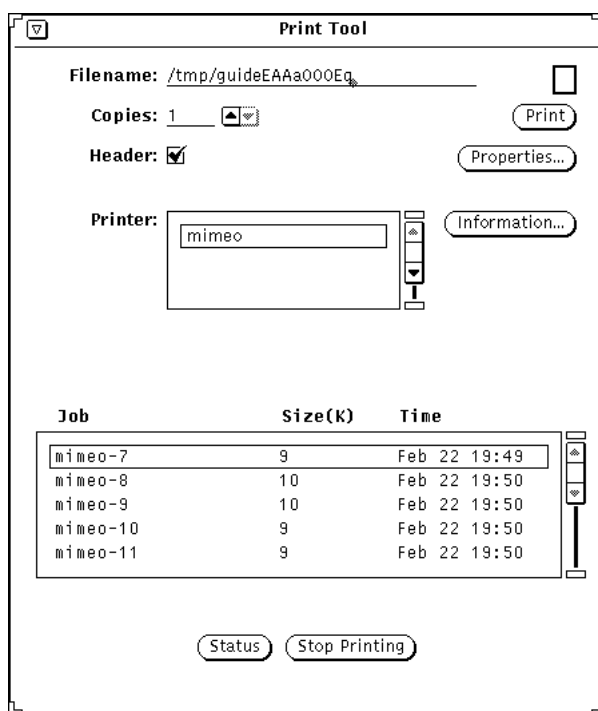 Print Tool
Filename: /tmp/guideEAAa000Eq
Copies: 1
Print
Header:
Properties...
Printer:
mimeo
Information...
Job Size(K) Time
mimeo-7 9 Feb 22 19:49
mimeo-8 10 Feb 22 19:50
mimeo-9 10 Feb 22 19:50
mimeo-10 9 Feb 22 19:50
mimeo-11 9 Feb 22 19:50
Status Stop Printing